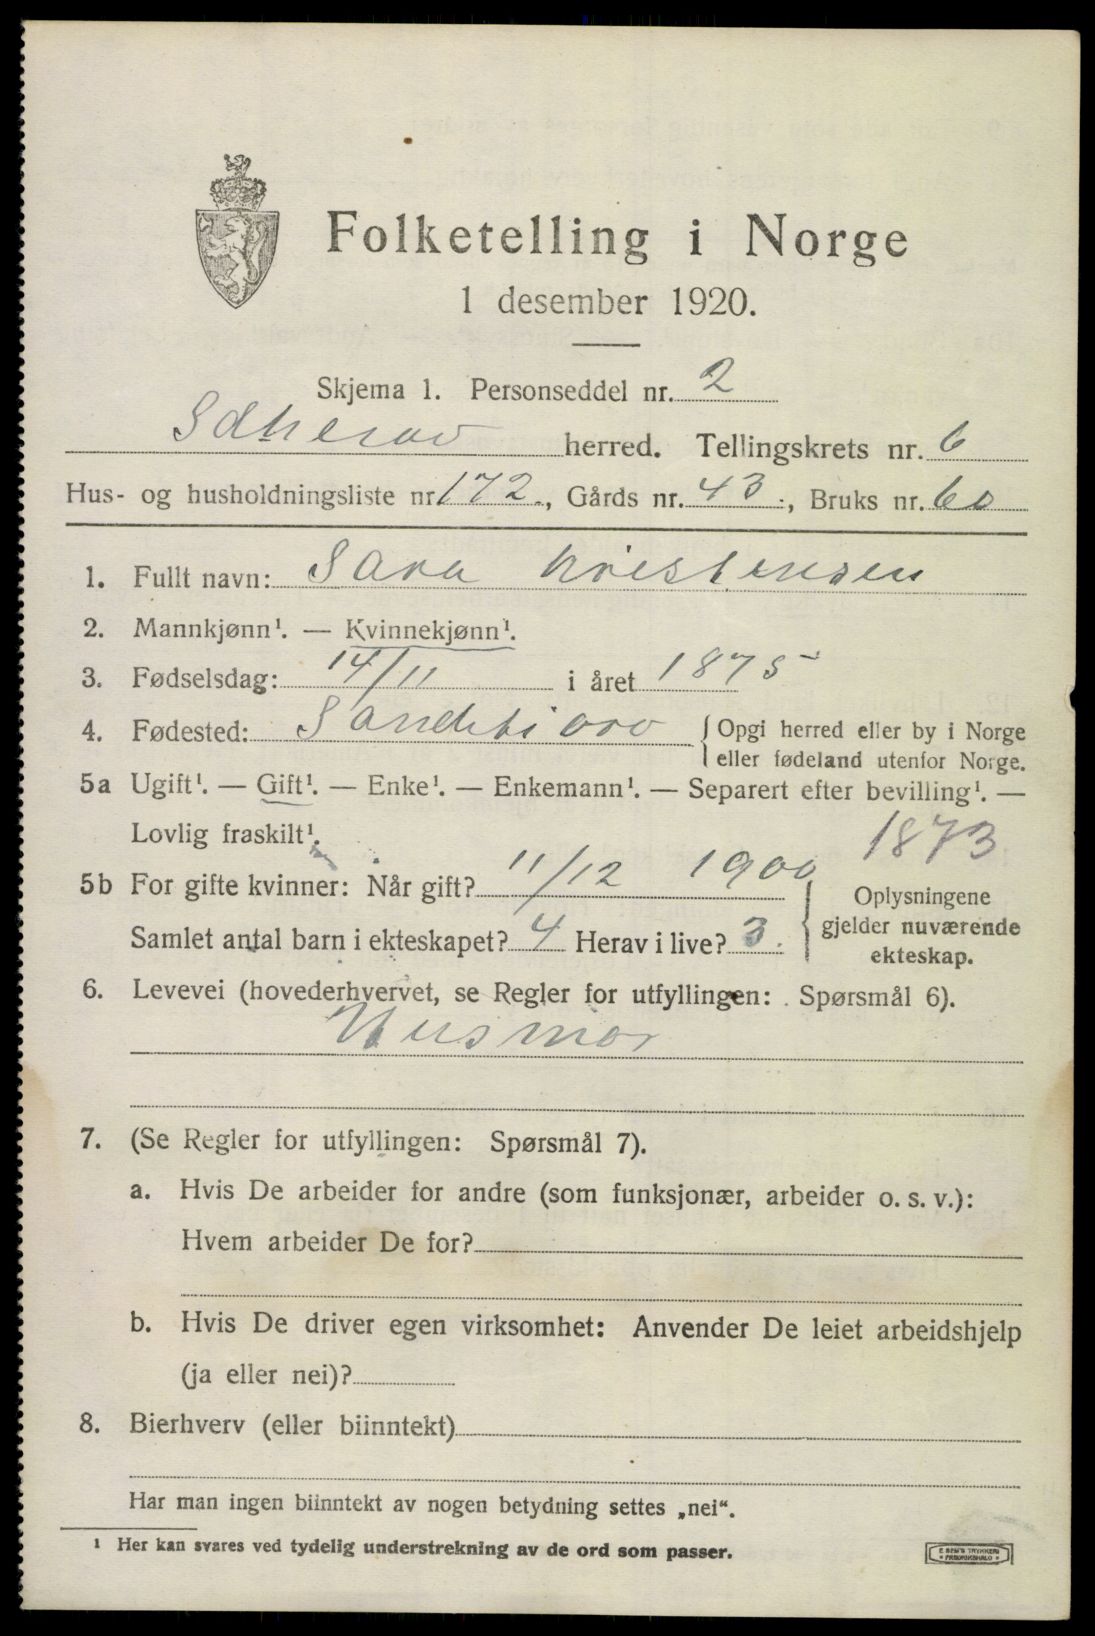 Folketelling i Norge
1 desember 1920.
Skjema 1. Personseddel nr. 2
herred. Tellingskrets nr. 6
Hus- og husholdningsliste nr. 172., Gårds nr. 43., Bruks nr. 60
1. Fullt navn: Sara Kristensen
2. Mannkjønn¹. — Kvinnekjønn¹.
3. Fødselsdag: 14/11 i året 1875
4. Fødested: { Opgi herred eller by i Norge
eller fødeland utenfor Norge.
5a Ugift¹. — Gift¹. — Enke¹. — Enkemann¹. — Separert efter bevilling¹. —
Lovlig fraskilt¹. 1873
5b For gifte kvinner: Når gift? 11/12 1900
Samlet antal barn i ekteskapet? 4 Herav i live? 3.
{ Oplysningene
gjelder nuværende
ekteskap.
6. Levevei (hovederhvervet, se Regler for utfyllingen: Spørsmål 6).
Husmor
7. (Se Regler for utfyllingen: Spørsmål 7).
a. Hvis De arbeider for andre (som funksjonær, arbeider o. s. v.):
Hvem arbeider De for?
b. Hvis De driver egen virksomhet: Anvender De leiet arbeidshjelp
(ja eller nei)?
8. Bierhverv (eller biinntekt)
Har man ingen biinntekt av nogen betydning settes „nei“.
¹ Her kan svares ved tydelig understrekning av de ord som passer.